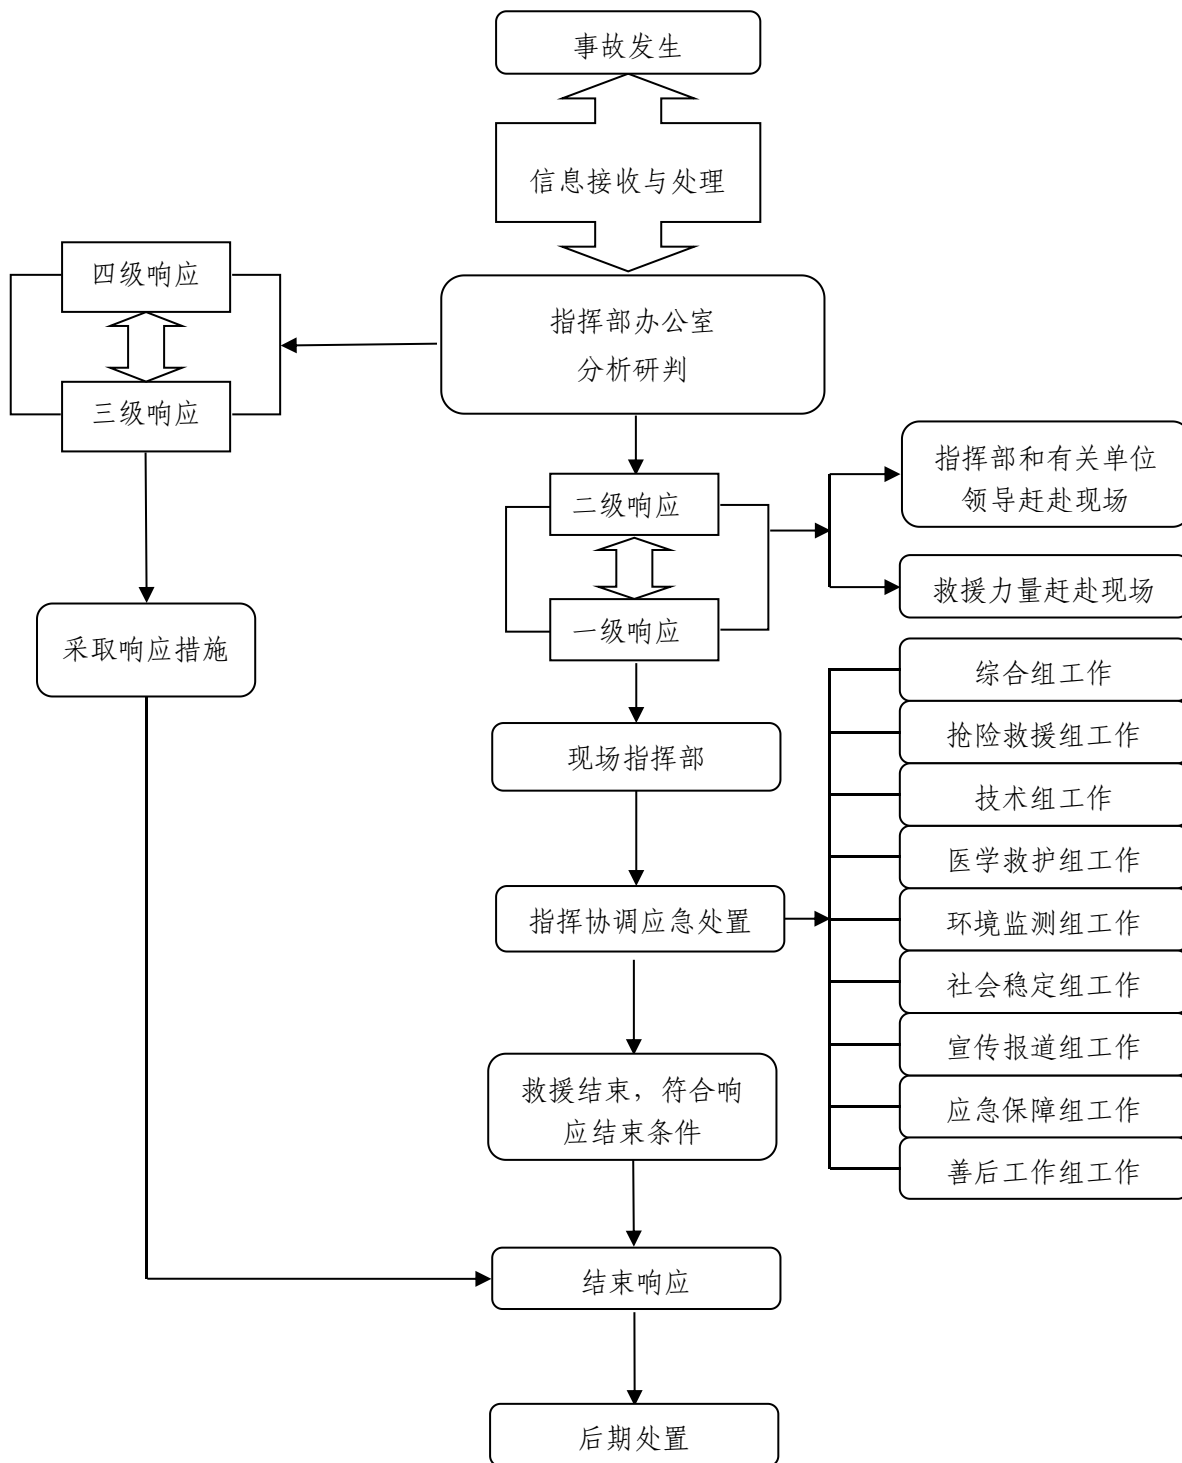 事故发生
信息接收与处理
四级响应
三级响应
指挥部办公室
分析研判
二级响应
一级响应
指挥部和有关单位
领导赶赴现场
救援力量赶赴现场
采取响应措施
现场指挥部
指挥协调应急处置
综合组工作
抢险救援组工作
技术组工作
医学救护组工作
环境监测组工作
社会稳定组工作
宣传报道组工作
应急保障组工作
善后工作组工作
救援结束，符合响
应结束条件
结束响应
后期处置